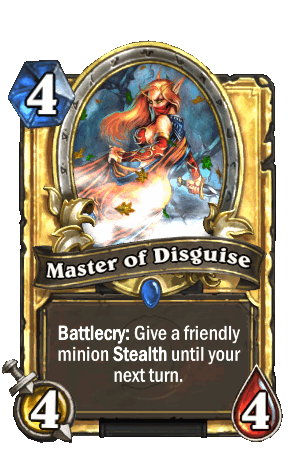 4
Master of Disguise
Battlecry: Give a friendly
minion Stealth until your
next turn.
4
4